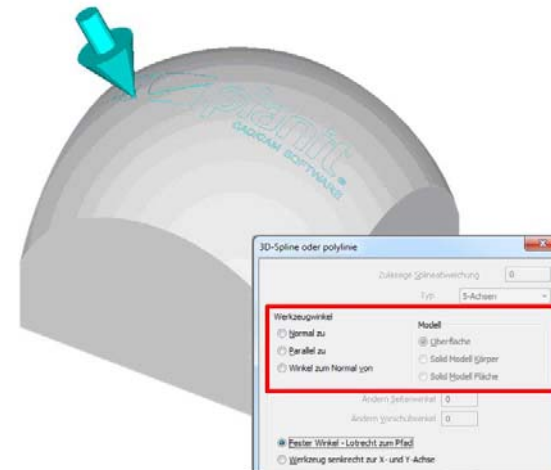 planit.
CAD/CAM SOFTWARE
3D-Spline oder polylinie
Zulässige Splineabweichung 0
Typ 5-Achsen
Werkzeugwinkel
Normal zu
Parallel zu
Winkel zum Normal von
Modell
Oberfläche
Solid Modell Körper
Solid Modell Fläche
Ändern Seitenwinkel 0
Ändern Vorschubwinkel 0
Fester Winkel - Lotrecht zum Pfad
Werkzeug senkrecht zur X- und Y-Achse